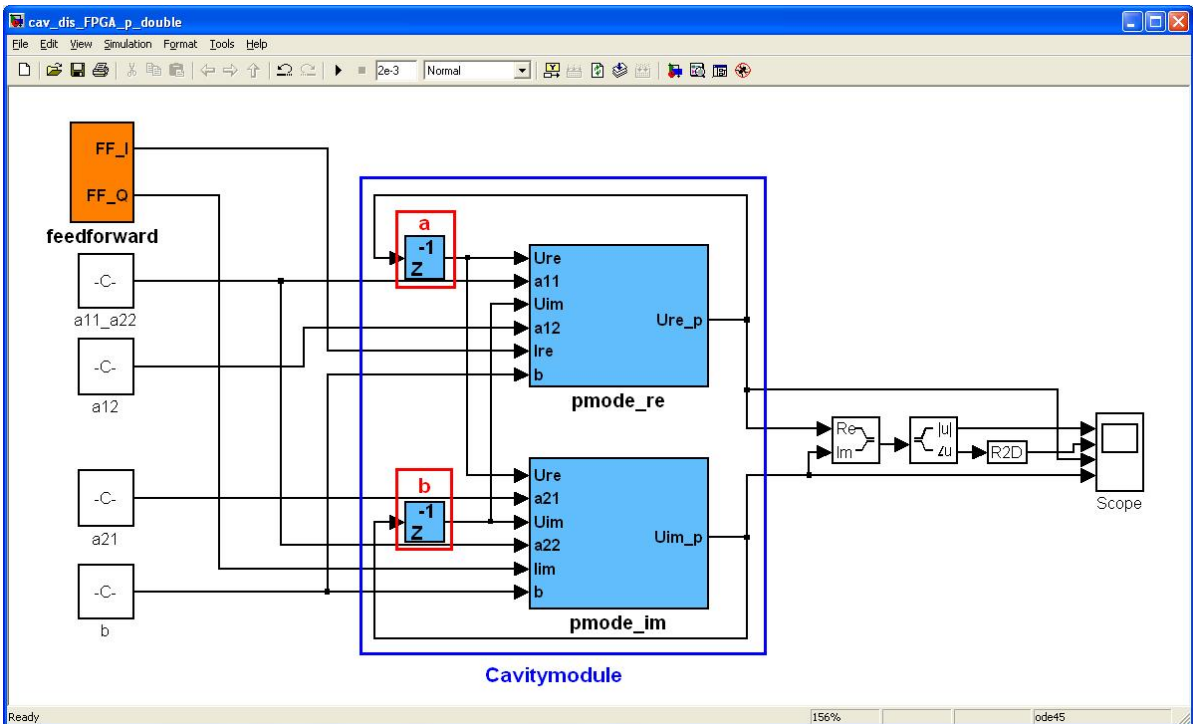 cav_dis_FPGA_p_double
File Edit View Simulation Format Tools Help
2e-3 Normal
FF_I
FF_Q
feedforward
-C-
a11_a22
-C-
a12
-C-
a21
-C-
b
a
-1
Z
Ure
a11
Uim
a12
Ire
b
Ure_p
pmode_re
b
-1
Z
Ure
a21
Uim
a22
Iim
b
Uim_p
pmode_im
Cavitymodule
Re
Im
|u|
∠u
R2D
Scope
Ready 156% ode45